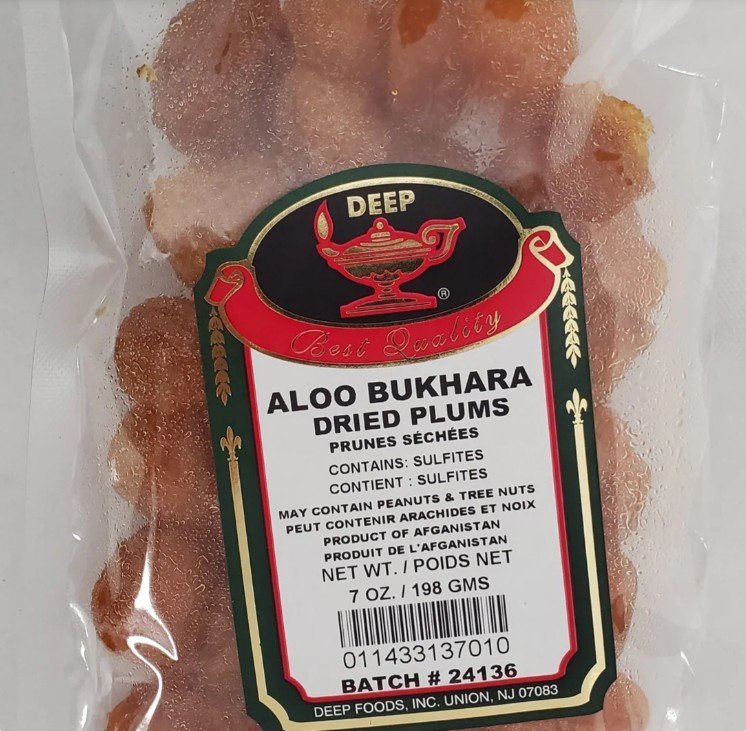 DEEP
®
Best Quality
ALOO BUKHARA
DRIED PLUMS
PRUNES SÉCHÉES
CONTAINS: SULFITES
CONTIENT : SULFITES
MAY CONTAIN PEANUTS & TREE NUTS
PEUT CONTENIR ARACHIDES ET NOIX
PRODUCT OF AFGANISTAN
PRODUIT DE L'AFGANISTAN
NET WT. / POIDS NET
7 OZ. / 198 GMS
011433137010
BATCH # 24136
DEEP FOODS, INC. UNION, NJ 07083